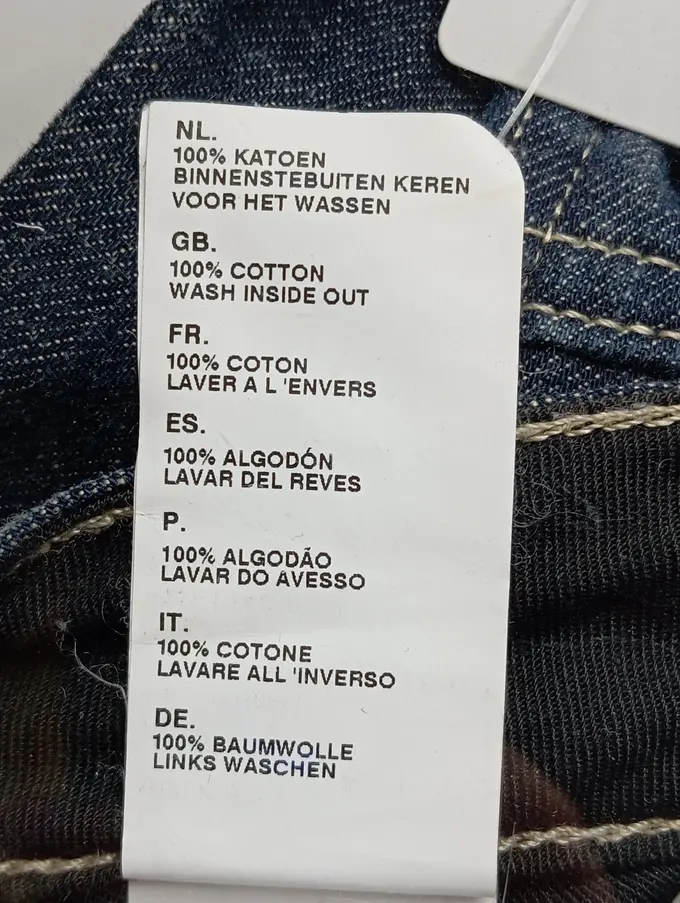 NL.
100% KATOEN
BINNENSTEBUITEN KEREN
VOOR HET WASSEN
GB.
100% COTTON
WASH INSIDE OUT
FR.
100% COTON
LAVER A L 'ENVERS
ES.
100% ALGODÓN
LAVAR DEL REVES
P.
100% ALGODÃO
LAVAR DO AVESSO
IT.
100% COTONE
LAVARE ALL 'INVERSO
DE.
100% BAUMWOLLE
LINKS WASCHEN